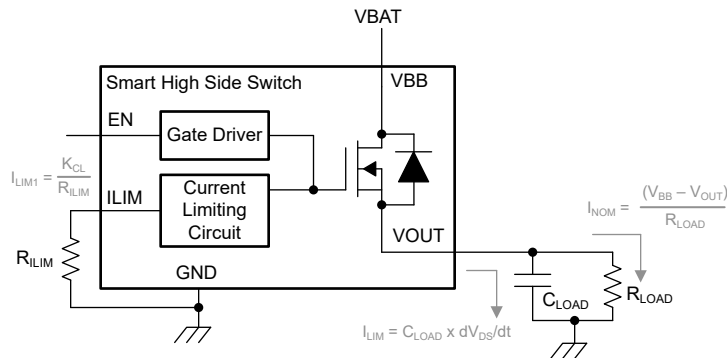 VBAT
Smart High Side Switch
VBB
EN
Gate Driver
I_LIM1 = K_CL / R_ILIM
ILIM
Current
Limiting
Circuit
I_NOM = (V_BB – V_OUT) / R_LOAD
VOUT
R_ILIM
GND
C_LOAD
R_LOAD
I_LIM = C_LOAD x dV_DS/dt